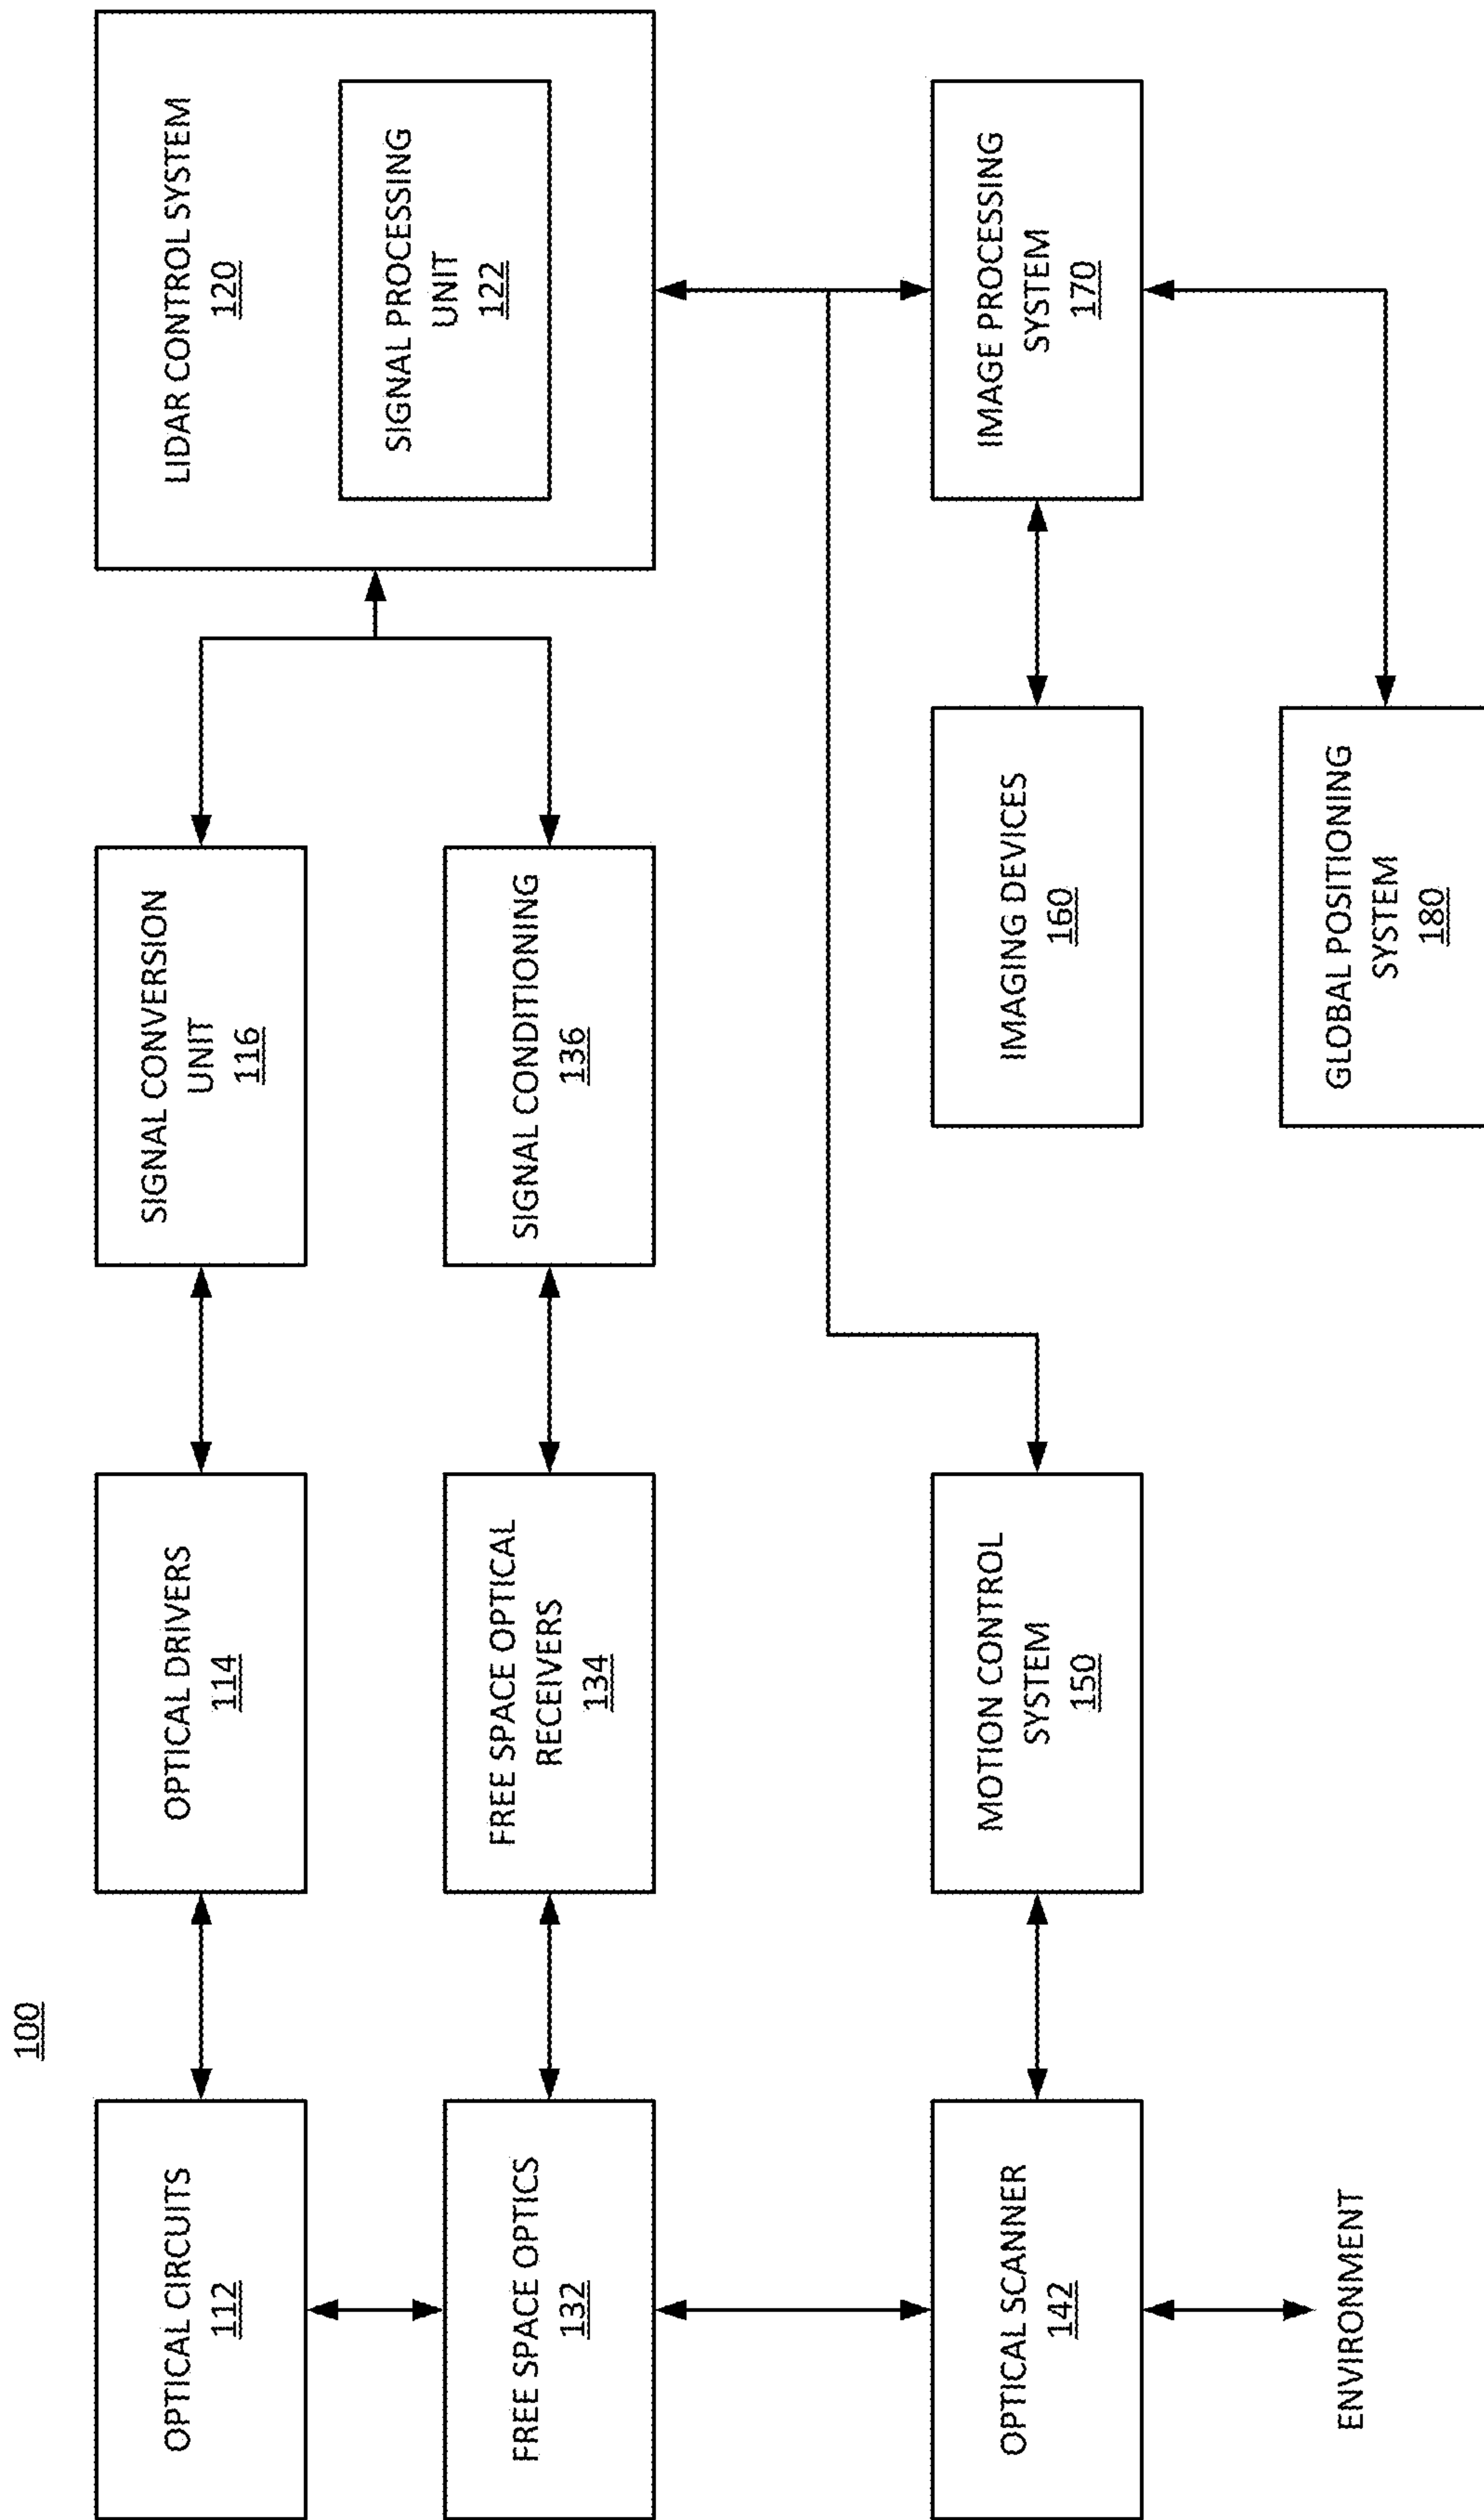 100
OPTICAL CIRCUITS
112
OPTICAL DRIVERS
114
SIGNAL CONVERSION
UNIT
116
LIDAR CONTROL SYSTEM
120
SIGNAL PROCESSING
UNIT
122
FREE SPACE OPTICS
132
FREE SPACE OPTICAL
RECEIVERS
134
SIGNAL CONDITIONING
136
OPTICAL SCANNER
142
MOTION CONTROL
SYSTEM
150
IMAGING DEVICES
160
IMAGE PROCESSING
SYSTEM
170
ENVIRONMENT
GLOBAL POSITIONING
SYSTEM
180